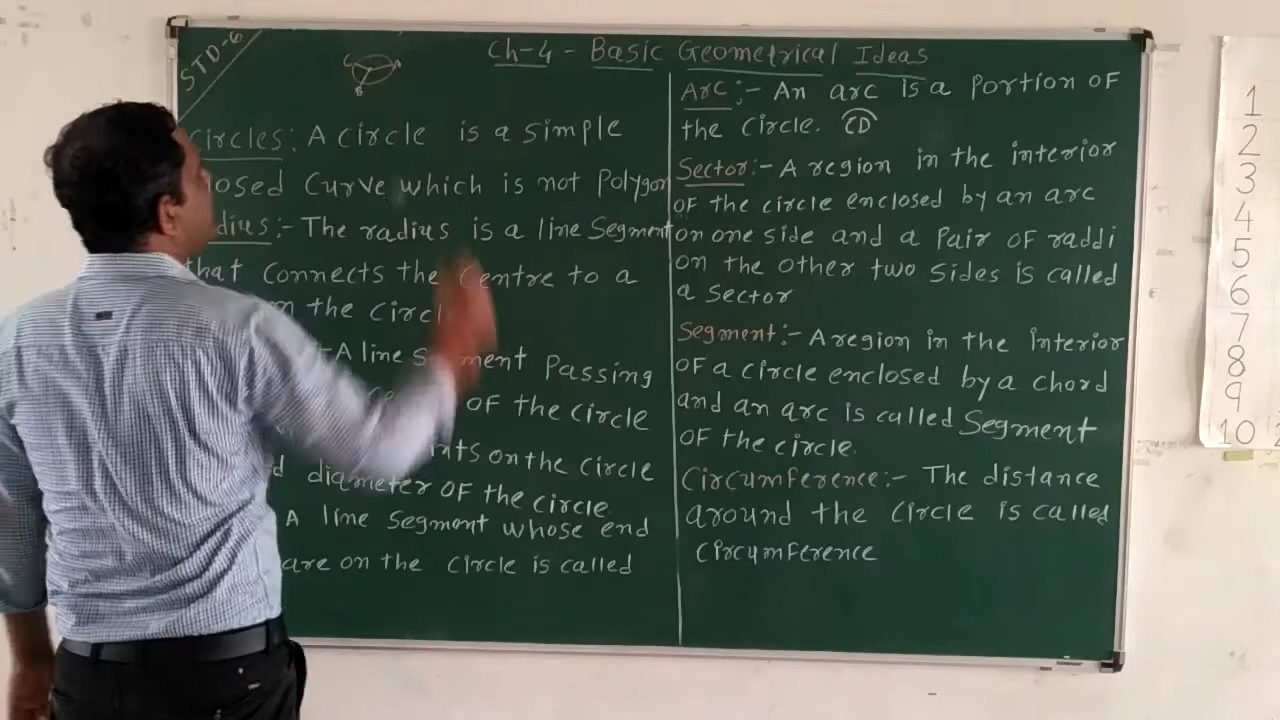 STD-6
Ch-4 - Basic Geometrical Ideas
C A
B
Circles: A circle is a simple
osed Curve which is not Polygon
dius:- The radius is a line Segment
that connects the Centre to a
n the Circl
- A line S ment Passing
OF the circle
nts on the circle
d diameter OF the circle.
A line Segment whose end
are on the circle is called
Arc:- An arc is a Portion OF
the circle. CD
Sector:- A region in the interior
OF the circle enclosed by an arc
on one side and a Pair OF raddi
on the other two sides is called
a sector
Segment:- A region in the interior
OF a circle enclosed by a chord
and an arc is called Segment
OF the circle.
Circumference:- The distance
around the circle is called
circumference
1
2
3
4
5
6
7
8
9
10 2